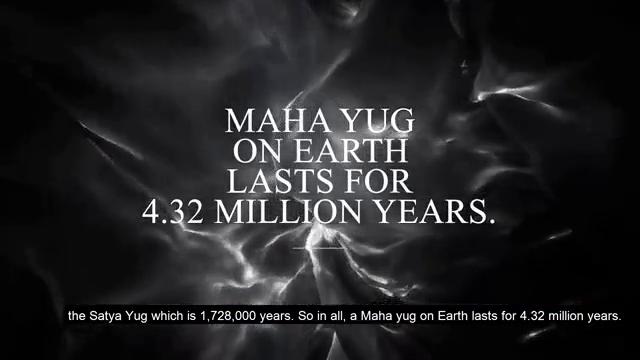 MAHA YUG
ON EARTH
LASTS FOR
4.32 MILLION YEARS.
the Satya Yug which is 1,728,000 years. So in all, a Maha yug on Earth lasts for 4.32 million years.